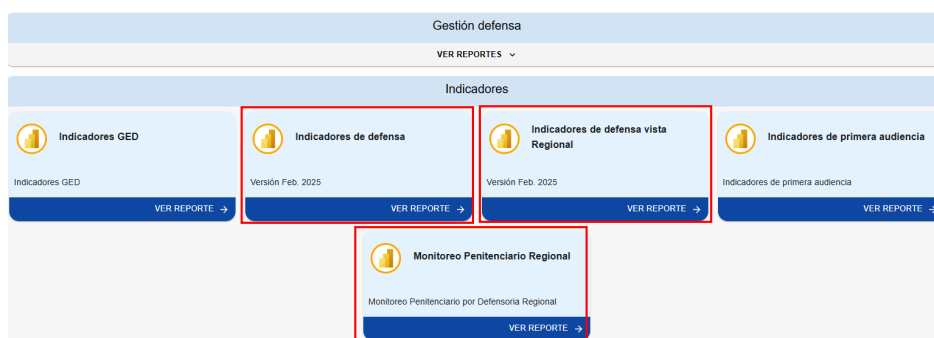 Gestión defensa
VER REPORTES
Indicadores
Indicadores GED
Indicadores GED
VER REPORTE →
Indicadores de defensa
Versión Feb. 2025
VER REPORTE →
Indicadores de defensa vista
Regional
Versión Feb. 2025
VER REPORTE →
Indicadores de primera audiencia
Indicadores de primera audiencia
VER REPORTE →
Monitoreo Penitenciario Regional
Monitoreo Penitenciario por Defensoria Regional
VER REPORTE →